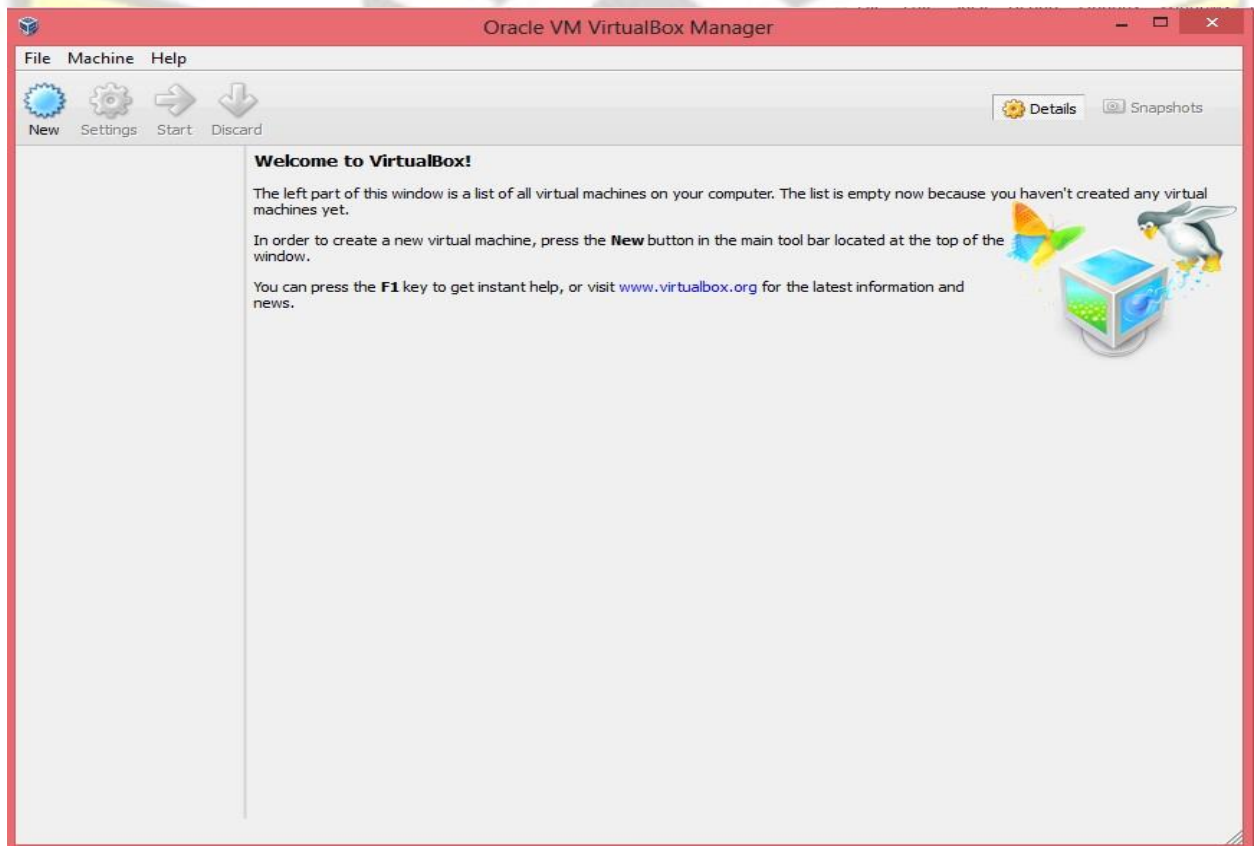 Oracle VM VirtualBox Manager
File Machine Help
New Settings Start Discard
Details Snapshots
Welcome to VirtualBox!
The left part of this window is a list of all virtual machines on your computer. The list is empty now because you haven't created any virtual
machines yet.
In order to create a new virtual machine, press the New button in the main tool bar located at the top of the
window.
You can press the F1 key to get instant help, or visit www.virtualbox.org for the latest information and
news.